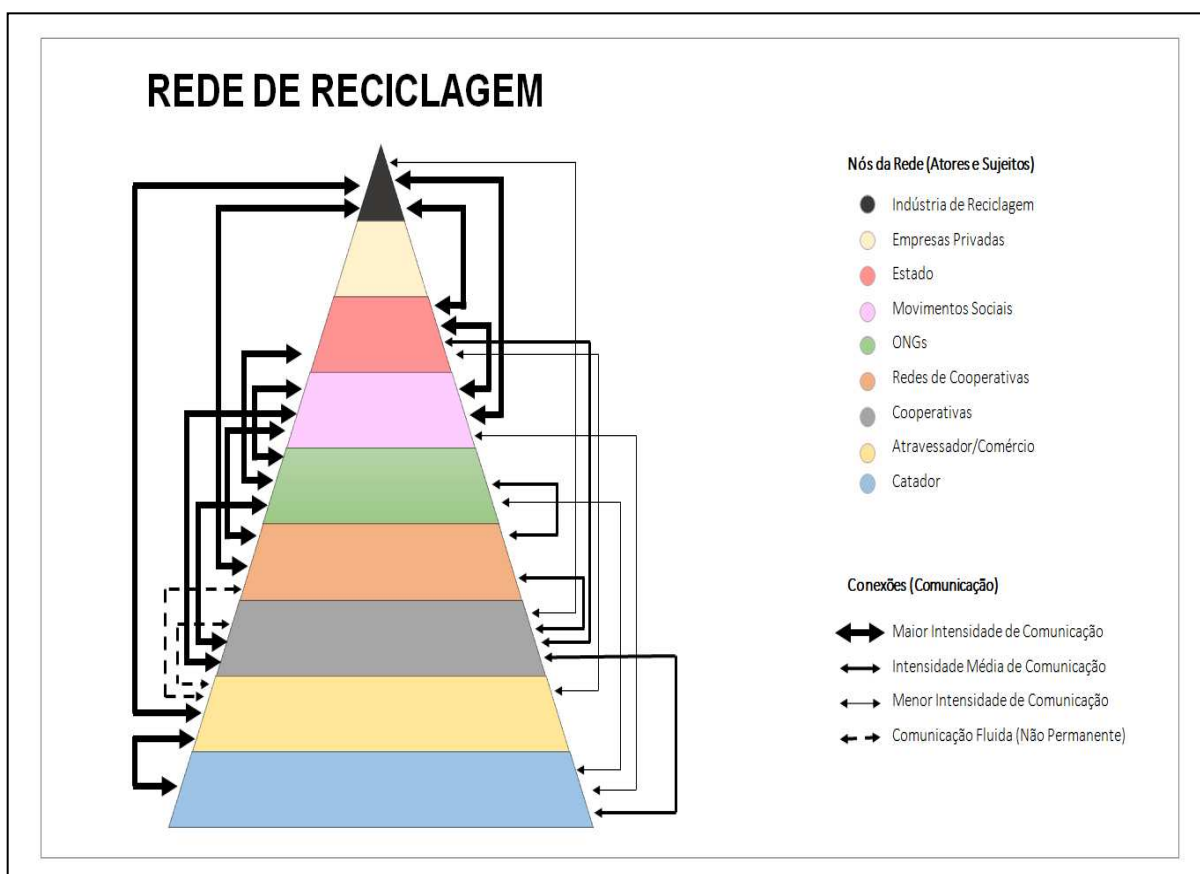 REDE DE RECICLAGEM
Nós da Rede (Atores e Sujeitos)
Indústria de Reciclagem
Empresas Privadas
Estado
Movimentos Sociais
ONGs
Redes de Cooperativas
Cooperativas
Atravessador/Comércio
Catador
Conexões (Comunicação)
Maior Intensidade de Comunicação
Intensidade Média de Comunicação
Menor Intensidade de Comunicação
Comunicação Fluida (Não Permanente)